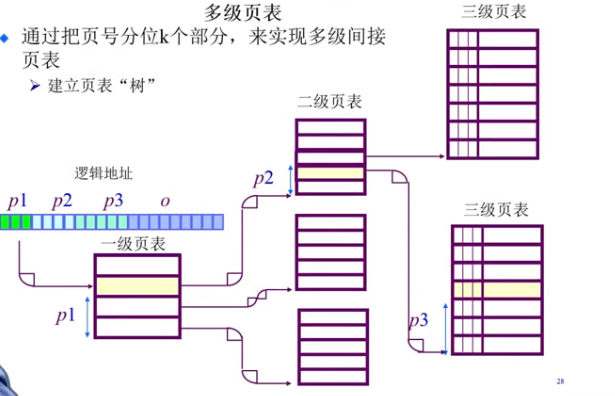 多级页表
通过把页号分位k个部分，来实现多级间接
页表
建立页表“树”
三级页表
二级页表
逻辑地址
p1 p2 p3 o
p2
三级页表
一级页表
p1
p3
28